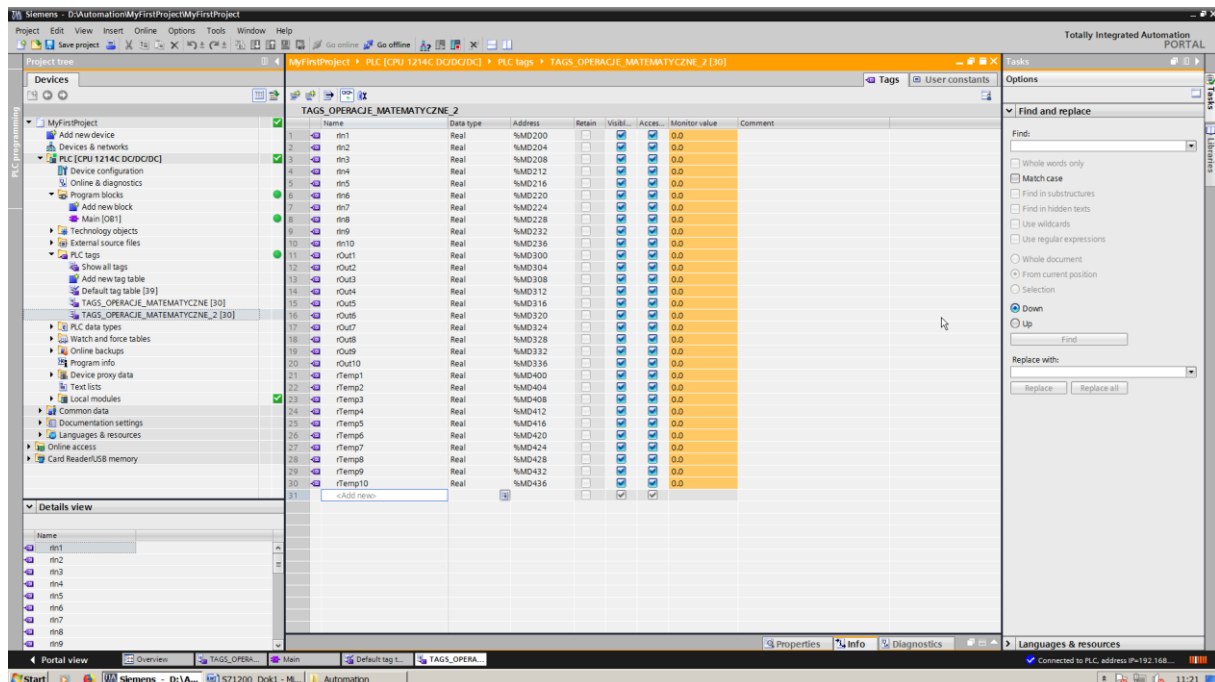 Siemens - D:\Automation\MyFirstProject\MyFirstProject
Project Edit View Insert Online Options Tools Window Help
Save project Go online Go offline
Totally Integrated Automation
PORTAL
Project tree
MyFirstProject PLC [CPU 1214C DC/DC/DC] PLC tags TAGS_OPERACJE_MATEMATYCZNE_2 [30]
Tasks
Devices
Tags User constants
Options
TAGS_OPERACJE_MATEMATYCZNE_2
Find and replace
Name Data type Address Retain Visibl... Acces... Monitor value Comment
1 rIn1 Real %MD200 0.0
2 rIn2 Real %MD204 0.0
3 rIn3 Real %MD208 0.0
4 rIn4 Real %MD212 0.0
5 rIn5 Real %MD216 0.0
6 rIn6 Real %MD220 0.0
7 rIn7 Real %MD224 0.0
8 rIn8 Real %MD228 0.0
9 rIn9 Real %MD232 0.0
10 rIn10 Real %MD236 0.0
11 rOut1 Real %MD300 0.0
12 rOut2 Real %MD304 0.0
13 rOut3 Real %MD308 0.0
14 rOut4 Real %MD312 0.0
15 rOut5 Real %MD316 0.0
16 rOut6 Real %MD320 0.0
17 rOut7 Real %MD324 0.0
18 rOut8 Real %MD328 0.0
19 rOut9 Real %MD332 0.0
20 rOut10 Real %MD336 0.0
21 rTemp1 Real %MD400 0.0
22 rTemp2 Real %MD404 0.0
23 rTemp3 Real %MD408 0.0
24 rTemp4 Real %MD412 0.0
25 rTemp5 Real %MD416 0.0
26 rTemp6 Real %MD420 0.0
27 rTemp7 Real %MD424 0.0
28 rTemp8 Real %MD428 0.0
29 rTemp9 Real %MD432 0.0
30 rTemp10 Real %MD436 0.0
31 <Add new>
MyFirstProject
Add new device
Devices & networks
PLC [CPU 1214C DC/DC/DC]
Device configuration
Online & diagnostics
Program blocks
Add new block
Main [OB1]
Technology objects
External source files
PLC tags
Show all tags
Add new tag table
Default tag table [39]
TAGS_OPERACJE_MATEMATYCZNE [30]
TAGS_OPERACJE_MATEMATYCZNE_2 [30]
PLC data types
Watch and force tables
Online backups
Program info
Device proxy data
Text lists
Local modules
Common data
Documentation settings
Languages & resources
Online access
Card Reader/USB memory
Details view
Name
rIn1
rIn2
rIn3
rIn4
rIn5
rIn6
rIn7
rIn8
rIn9
Find:
Whole words only
Match case
Find in substructures
Find in hidden texts
Use wildcards
Use regular expressions
Whole document
From current position
Selection
Down
Up
Find
Replace with:
Replace Replace all
PLC programming
Tasks
Libraries
Properties Info Diagnostics
Languages & resources
Portal view Overview TAGS_OPERA... Main Default tag t... TAGS_OPERA...
Connected to PLC, address IP=192.168....
Start Siemens - D:\A... S71200_Dok1 - Mi... Automation 11:21